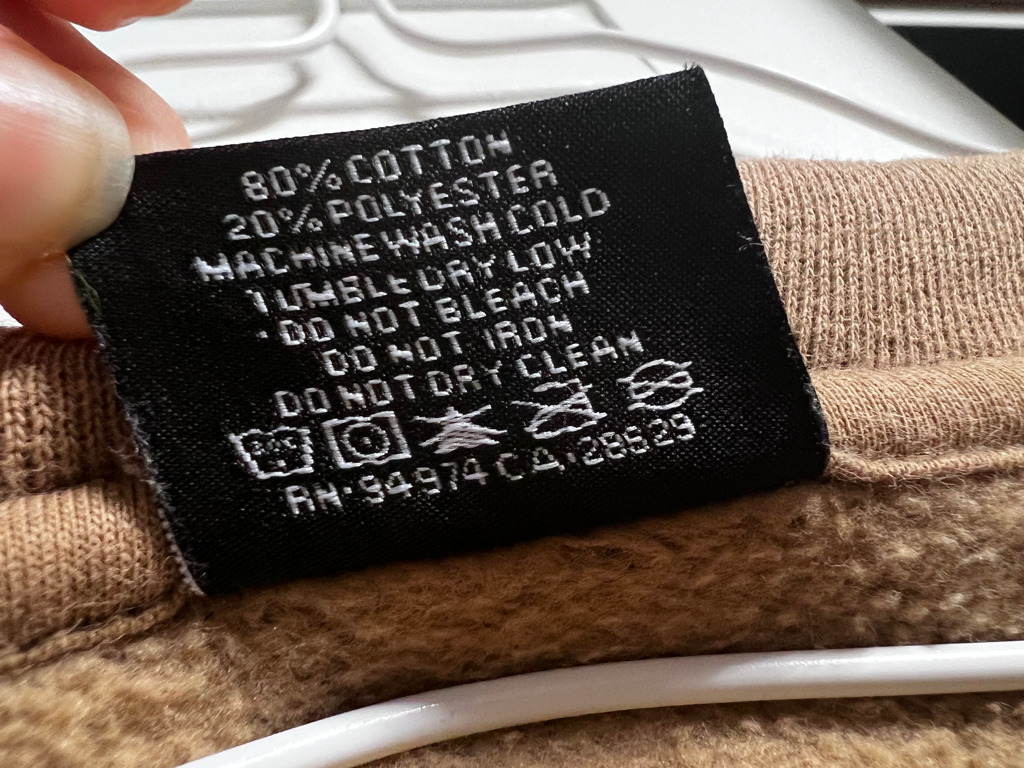 80% COTTON
20% POLYESTER
MACHINE WASH COLD
TUMBLE DRY LOW
DO NOT BLEACH
DO NOT IRON
DO NOT DRY CLEAN
RN: 94974 CA: 28629